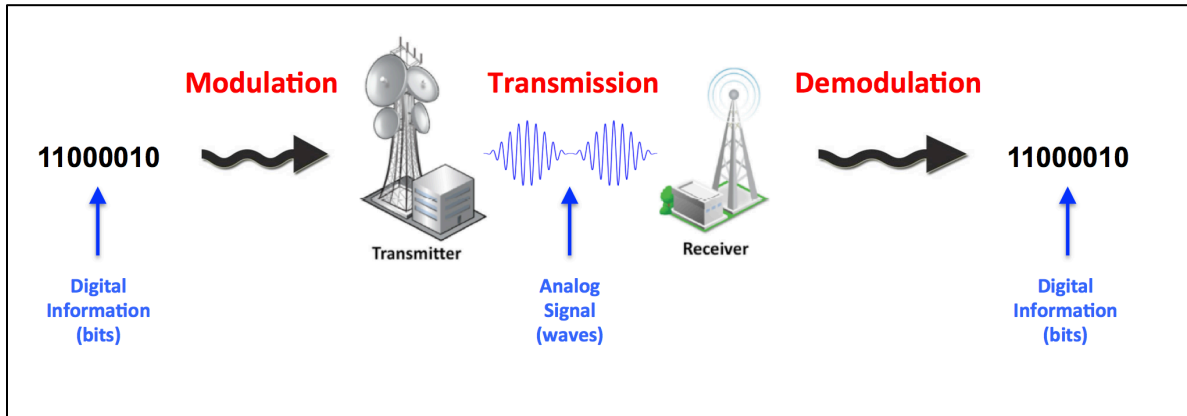 Modulation
Transmission
Demodulation
11000010
11000010
Transmitter
Receiver
Digital
Information
(bits)
Analog
Signal
(waves)
Digital
Information
(bits)